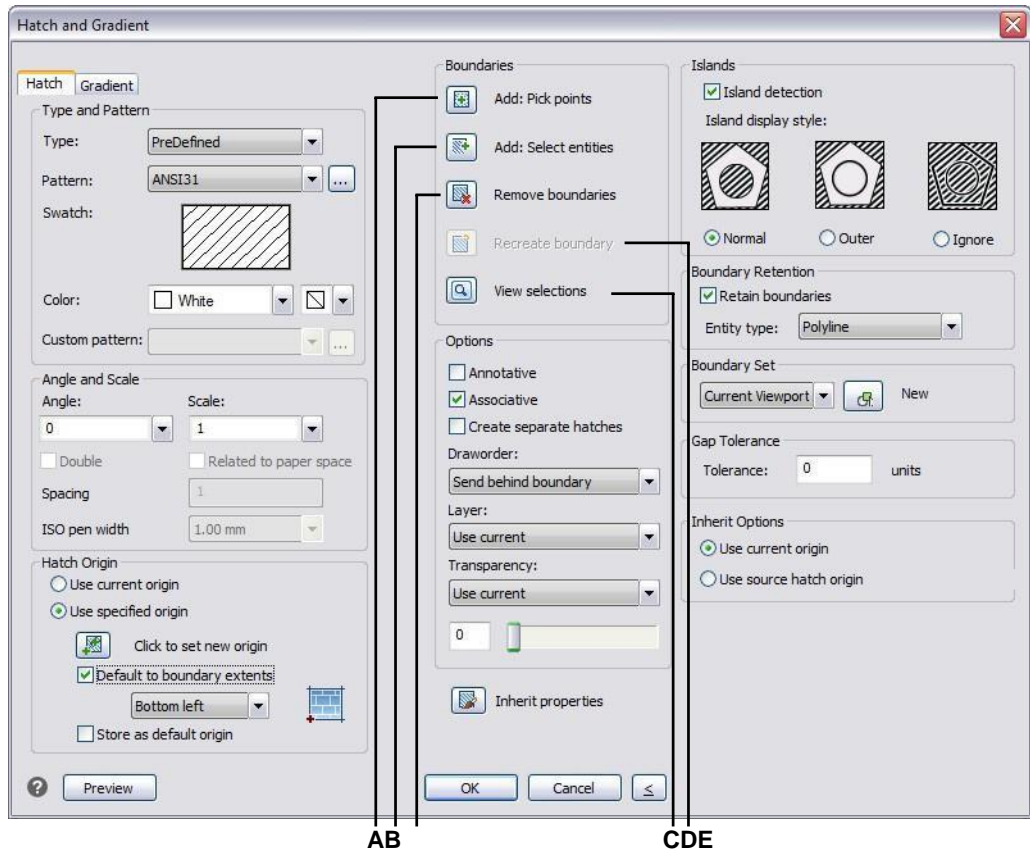 Hatch and Gradient
Hatch Gradient
Type and Pattern
Type: PreDefined
Pattern: ANSI31 ...
Swatch:
Color: White
Custom pattern: ...
Angle and Scale
Angle: Scale:
0 1
Double Related to paper space
Spacing 1
ISO pen width 1.00 mm
Hatch Origin
Use current origin
Use specified origin
Click to set new origin
Default to boundary extents
Bottom left
Store as default origin
? Preview
Boundaries
Add: Pick points
Add: Select entities
Remove boundaries
Recreate boundary
View selections
Options
Annotative
Associative
Create separate hatches
Draworder:
Send behind boundary
Layer:
Use current
Transparency:
Use current
0
Inherit properties
OK Cancel <
Islands
Island detection
Island display style:
Normal Outer Ignore
Boundary Retention
Retain boundaries
Entity type: Polyline
Boundary Set
Current Viewport New
Gap Tolerance
Tolerance: 0 units
Inherit Options
Use current origin
Use source hatch origin
AB CDE